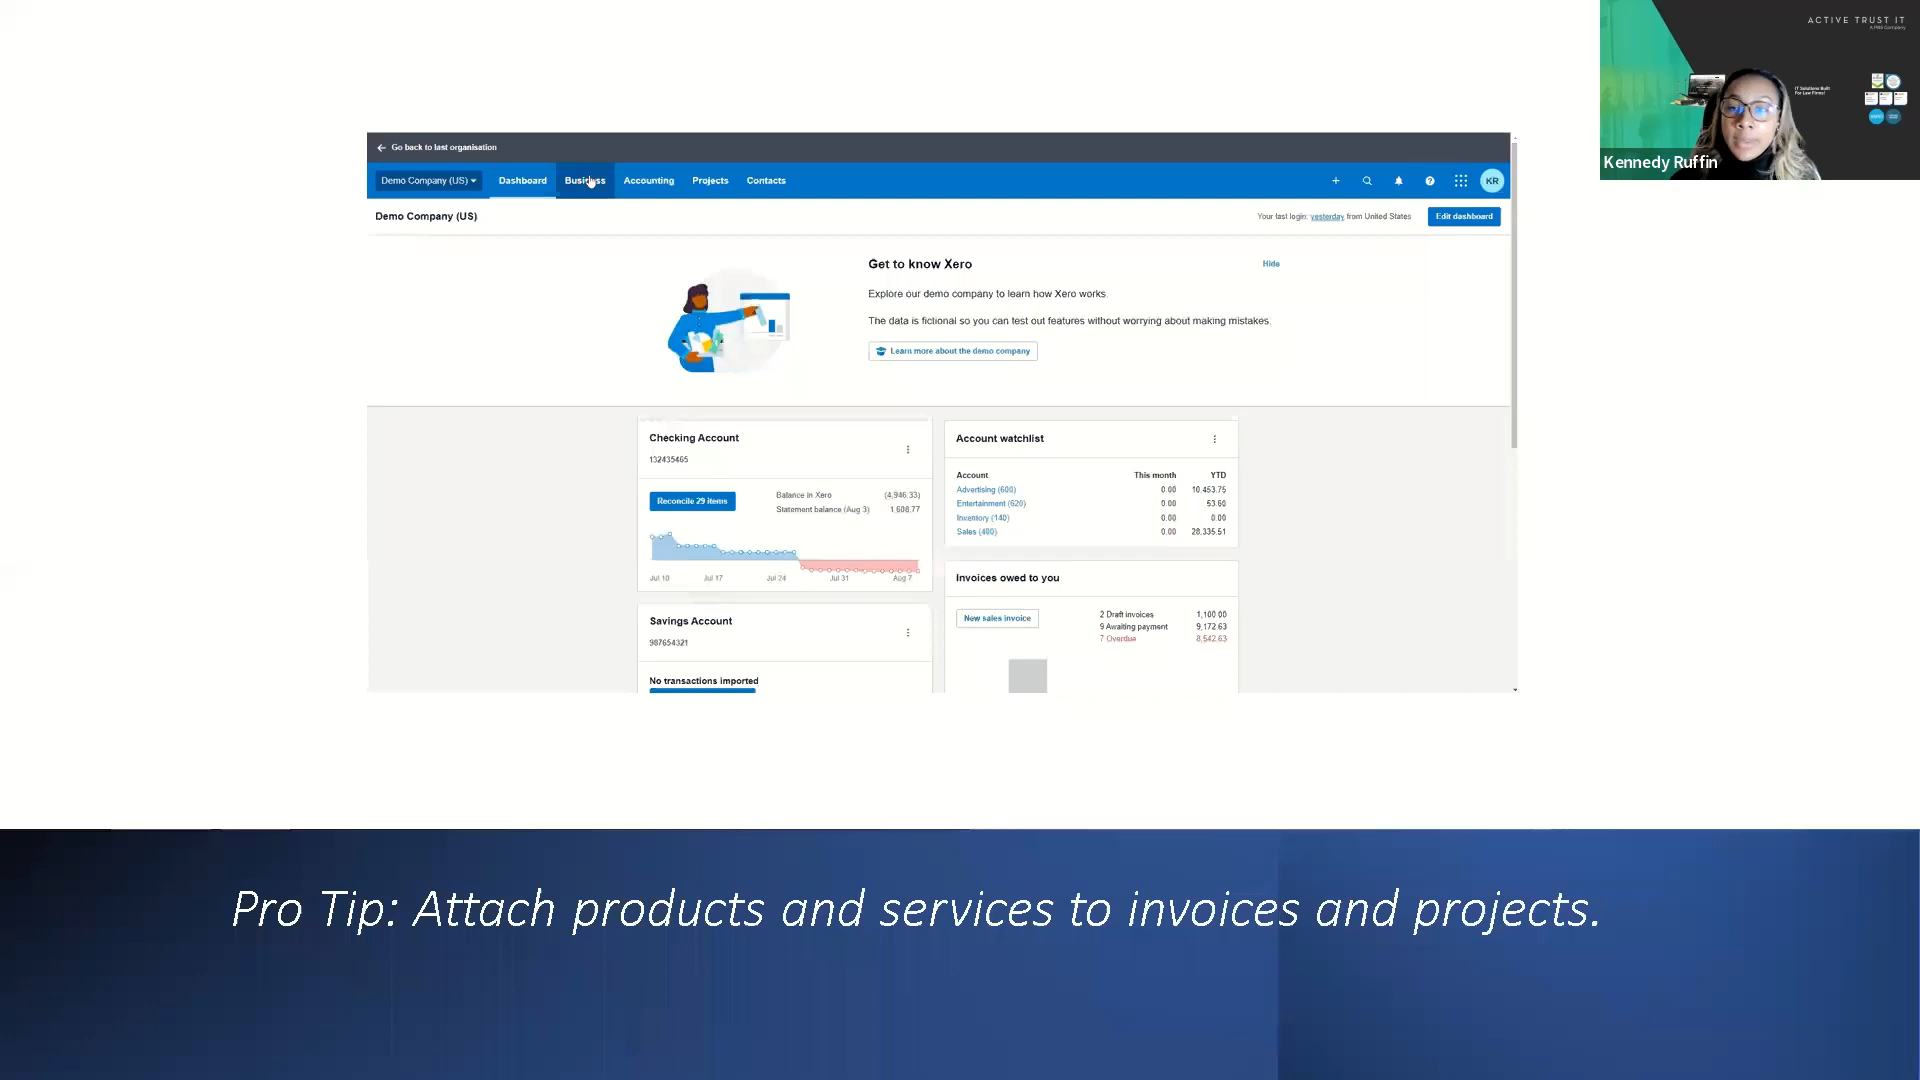 ACTIVE TRUST IT
IT Solutions Built
For Law Firms!
Kennedy Ruffin
Go back to last organisation
Demo Company (US) Dashboard Business Accounting Projects Contacts KR
Demo Company (US) Your last login: yesterday from United States Edit dashboard
Get to know Xero Hide
Explore our demo company to learn how Xero works.
The data is fictional so you can test out features without worrying about making mistakes.
Learn more about the demo company
Checking Account
132435465
Reconcile 29 items
Balance in Xero (4,946.33)
Statement balance (Aug 3) 1,608.77
Jul 10 Jul 17 Jul 24 Jul 31 Aug 7
Savings Account
987654321
No transactions imported
Account watchlist
Account This month YTD
Advertising (600) 0.00 10,453.75
Entertainment (620) 0.00 53.60
Inventory (140) 0.00 0.00
Sales (400) 0.00 28,335.51
Invoices owed to you
New sales invoice
2 Draft invoices 1,100.00
9 Awaiting payment 9,172.63
7 Overdue 8,542.63
Pro Tip: Attach products and services to invoices and projects.